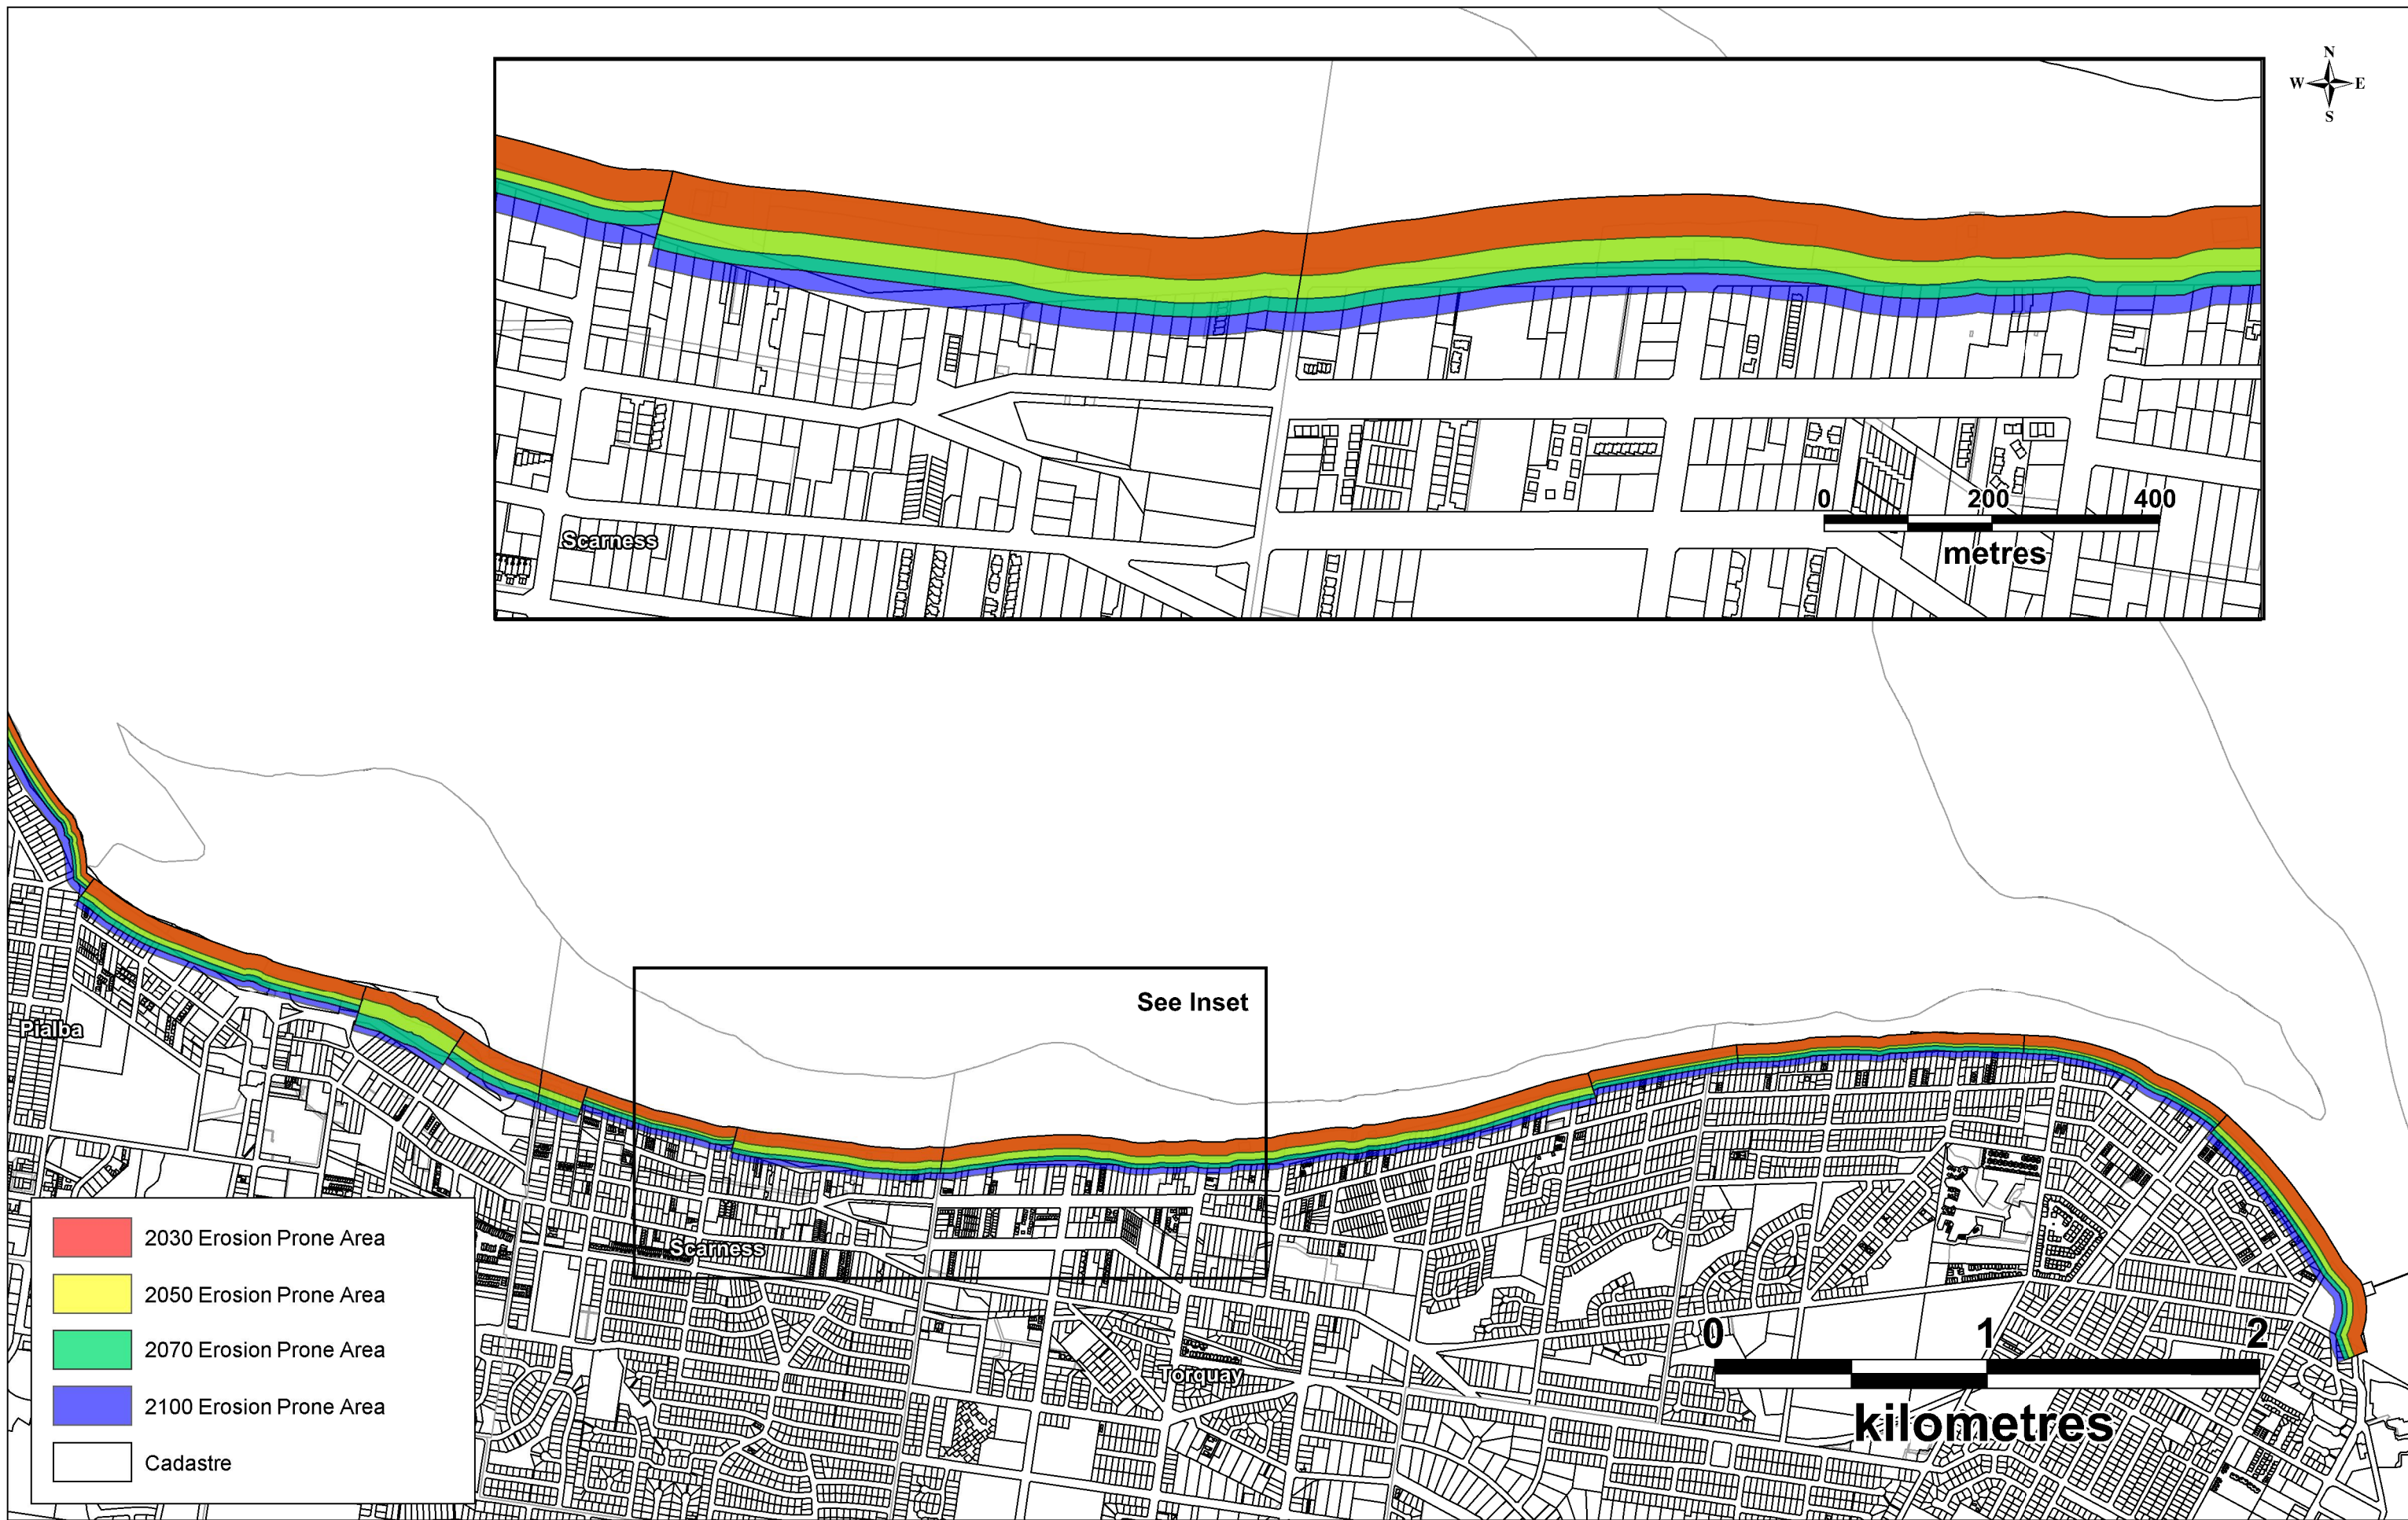 N
W E
S
0 200 400
metres
Scarness
See Inset
Pialba
Scarness
Torquay
0 1 2
kilometres
2030 Erosion Prone Area
2050 Erosion Prone Area
2070 Erosion Prone Area
2100 Erosion Prone Area
Cadastre